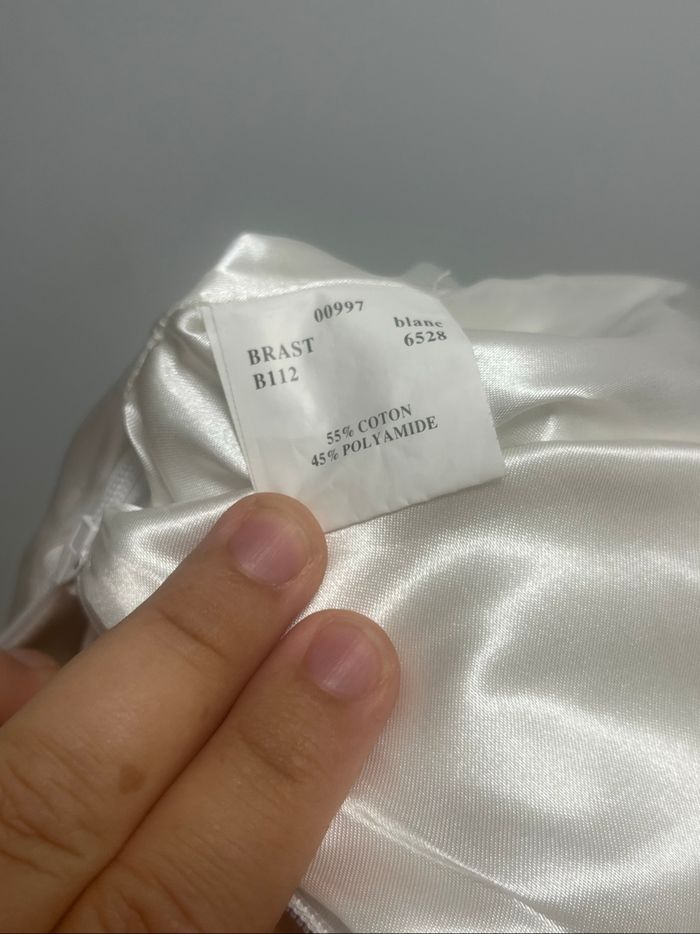 00997
blanc
BRAST 6528
B112
55% COTON
45% POLYAMIDE